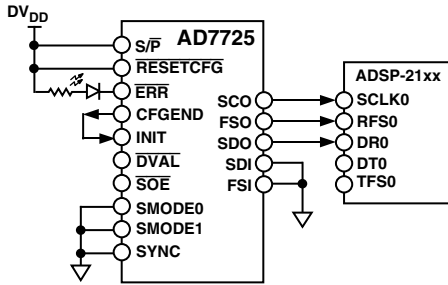 DVDD
AD7725
S/P
RESETCFG
ERR
CFGEND
INIT
DVAL
SOE
SMODE0
SMODE1
SYNC
SCO
FSO
SDO
SDI
FSI
ADSP-21xx
SCLK0
RFS0
DR0
DT0
TFS0